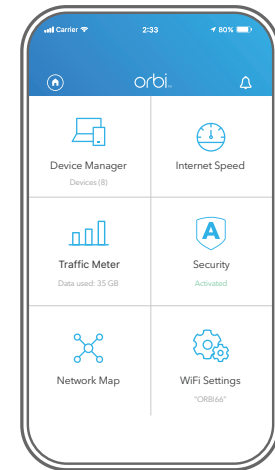 Carrier 2:33 80%
orbi™
Device Manager
Devices (8)
Internet Speed
Traffic Meter
Data used: 35 GB
A
Security
Activated
Network Map
WiFi Settings
"ORBI66"